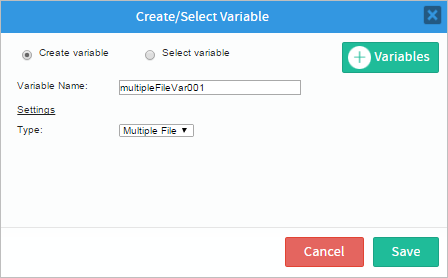 Create/Select Variable
Create variable Select variable
Variables
Variable Name: multipleFileVar001
Settings
Type: Multiple File
Cancel Save